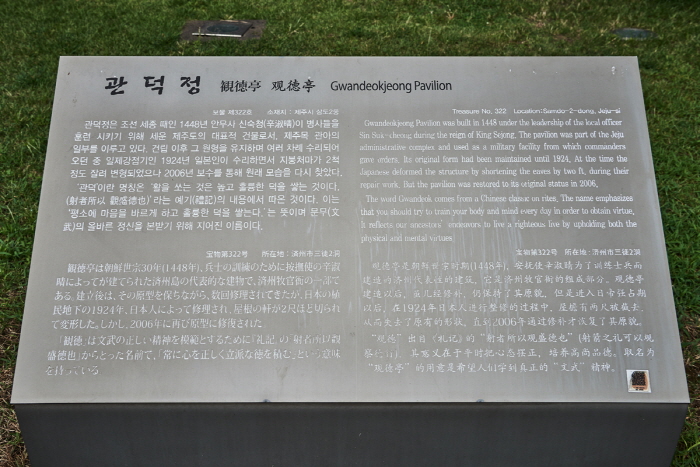 관덕정 観徳亭 观德亭 Gwandeokjeong Pavilion
보물 제322호 소재지 : 제주시 삼도2동
관덕정은 조선 세종 때인 1448년 안무사 신숙청(辛淑晴)이 병사들을
훈련 시키기 위해 세운 제주도의 대표적 건물로서, 제주목 관아의
일부를 이루고 있다. 건립 이후 그 원형을 유지하며 여러 차례 수리되어
오던 중 일제강점기인 1924년 일본인이 수리하면서 지붕처마가 2척
정도 잘려 변형되었으나 2006년 보수를 통해 원래 모습을 다시 찾았다.
'관덕'이란 명칭은 "활을 쏘는 것은 높고 훌륭한 덕을 쌓는 것이다.
(射者所以 觀盛德也)"라는 예기(禮記)의 내용에서 따온 것이다. 이는
"평소에 마음을 바르게 하고 훌륭한 덕을 쌓는다."는 뜻이며 문무(文
武)의 올바른 정신을 본받기 위해 지어진 이름이다.
Treasure No. 322 Location:Samdo-2-dong, Jeju-si
Gwandeokjeong Pavilion was built in 1448 under the leadership of the local officer
Sin Suk-cheong during the reign of King Sejong. The pavilion was part of the Jeju
administrative complex and used as a military facility from which commanders
gave orders. Its original form had been maintained until 1924. At the time the
Japanese deformed the structure by shortening the eaves by two ft. during their
repair work. But the pavilion was restored to its original status in 2006.
The word Gwandeok comes from a Chinese classic on rites. The name emphasizes
that you should try to train your body and mind every day in order to obtain virtue.
It reflects our ancestors' endeavors to live a righteous live by upholding both the
physical and mental virtues
宝物第322号 所在地 : 済州市三徒2洞
観徳亭は朝鮮世宗30年(1448年)、兵士の訓練のために按撫使の辛淑
晴によってが建てられた済州島の代表的な建物で、済州牧官衙の一部で
ある。建立後は、その原型を保ちながら、数回修理されてきたが、日本の植
民地下の1924年、日本人によって修理され、屋根の軒が2尺ほど切られ
て変形した。しかし、2006年に再び原型に修復された
「観徳」は文武の正しい精神を模範とするために「礼記」の「射者所以観
盛徳也」からとった名前で、「常に心を正しく立派な徳を積む」という意味
を持っている
宝物第322号 所在地:济州市三徒2洞
观德亭是朝鲜世宗时期(1448年), 安抚使辛淑晴为了训练士兵而
建造的济州代表性的建筑, 它是济州牧官衙的组成部分。观德亭
建造以后, 虽几经修补, 仍保持了其原貌, 但是进入日帝强占期
以后, 在1924年日本人进行整修的过程中, 屋檐有两尺被裁去,
从而失去了原有的形状, 直到2006年通过修补才恢复了其原貌。
"观德" 出自《礼记》的 "射者所以观盛德也" (射箭之礼可以观
察德行), 其寓义在于平时把心态摆正, 培养高尚品德。取名为
"观德亭" 的用意是希望人们学到真正的 "文武" 精神。